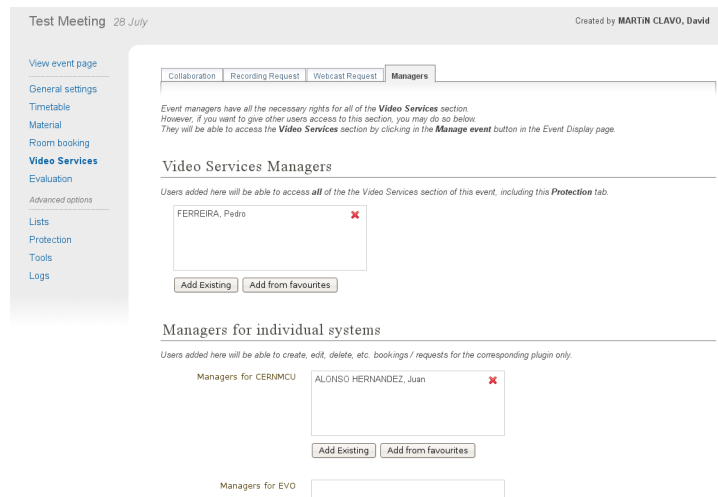 Test Meeting 28 July
Created by MARTíN CLAVO, David
View event page
General settings
Timetable
Material
Room booking
Video Services
Evaluation
Advanced options
Lists
Protection
Tools
Logs
Collaboration Recording Request Webcast Request Managers
Event managers have all the necessary rights for all of the Video Services section.
However, if you want to give other users access to this section, you may do so below.
They will be able to access the Video Services section by clicking in the Manage event button in the Event Display page.
Video Services Managers
Users added here will be able to access all of the the Video Services section of this event, including this Protection tab.
FERREIRA, Pedro
Add Existing Add from favourites
Managers for individual systems
Users added here will be able to create, edit, delete, etc. bookings / requests for the corresponding plugin only.
Managers for CERNMCU
ALONSO HERNANDEZ, Juan
Add Existing Add from favourites
Managers for EVO